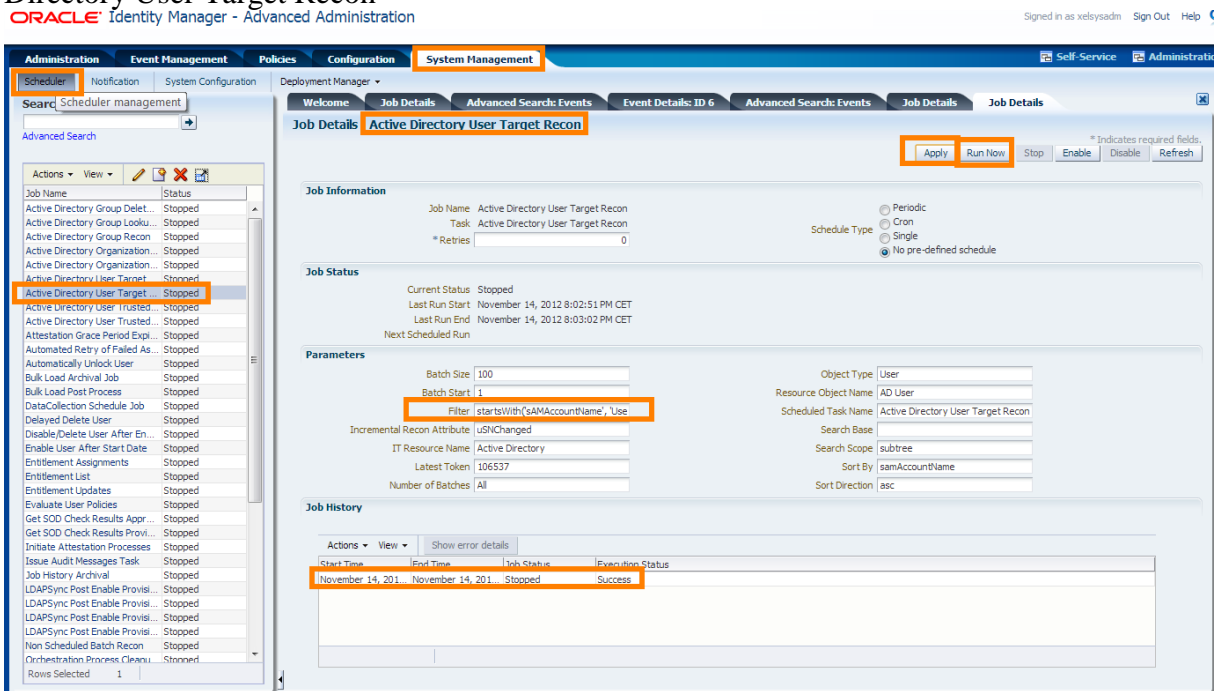 Directory User Target Recon
ORACLE Identity Manager - Advanced Administration
Signed in as xelsysadm Sign Out Help
Administration Event Management Policies Configuration System Management
Self-Service
Scheduler Notification System Configuration Deployment Manager
Scheduler management
Advanced Search
Actions View
Job Name Status
Active Directory Group Delet... Stopped
Active Directory Group Looku... Stopped
Active Directory Group Recon Stopped
Active Directory Organization... Stopped
Active Directory Organization... Stopped
Active Directory User Target ... Stopped
Active Directory User Target ... Stopped
Active Directory User Trusted... Stopped
Active Directory User Trusted... Stopped
Attestation Grace Period Expi... Stopped
Automated Retry of Failed As... Stopped
Automatically Unlock User Stopped
Bulk Load Archival Job Stopped
Bulk Load Post Process Stopped
DataCollection Schedule Job Stopped
Delayed Delete User Stopped
Disable/Delete User After En... Stopped
Enable User After Start Date Stopped
Entitlement Assignments Stopped
Entitlement List Stopped
Entitlement Updates Stopped
Evaluate User Policies Stopped
Get SOD Check Results Appr... Stopped
Get SOD Check Results Provi... Stopped
Initiate Attestation Processes Stopped
Issue Audit Messages Task Stopped
Job History Archival Stopped
LDAPSync Post Enable Provisi... Stopped
LDAPSync Post Enable Provisi... Stopped
LDAPSync Post Enable Provisi... Stopped
LDAPSync Post Enable Provisi... Stopped
Non Scheduled Batch Recon Stopped
Orchestration Process Cleanu Stopped
Rows Selected 1
Welcome Job Details Advanced Search: Events Event Details: ID 6 Advanced Search: Events Job Details Job Details
Job Details Active Directory User Target Recon
* Indicates required fields.
Apply Run Now Stop Enable Disable Refresh
Job Information
Job Name Active Directory User Target Recon
Task Active Directory User Target Recon
* Retries 0
Schedule Type
Periodic
Cron
Single
No pre-defined schedule
Job Status
Current Status Stopped
Last Run Start November 14, 2012 8:02:51 PM CET
Last Run End November 14, 2012 8:03:02 PM CET
Next Scheduled Run
Parameters
Batch Size 100
Batch Start 1
Filter startsWith('sAMAccountName', 'Use
Incremental Recon Attribute uSNChanged
IT Resource Name Active Directory
Latest Token 106537
Number of Batches All
Object Type User
Resource Object Name AD User
Scheduled Task Name Active Directory User Target Recon
Search Base
Search Scope subtree
Sort By samAccountName
Sort Direction asc
Job History
Actions View Show error details
Start Time End Time Job Status Execution Status
November 14, 201... November 14, 201... Stopped Success